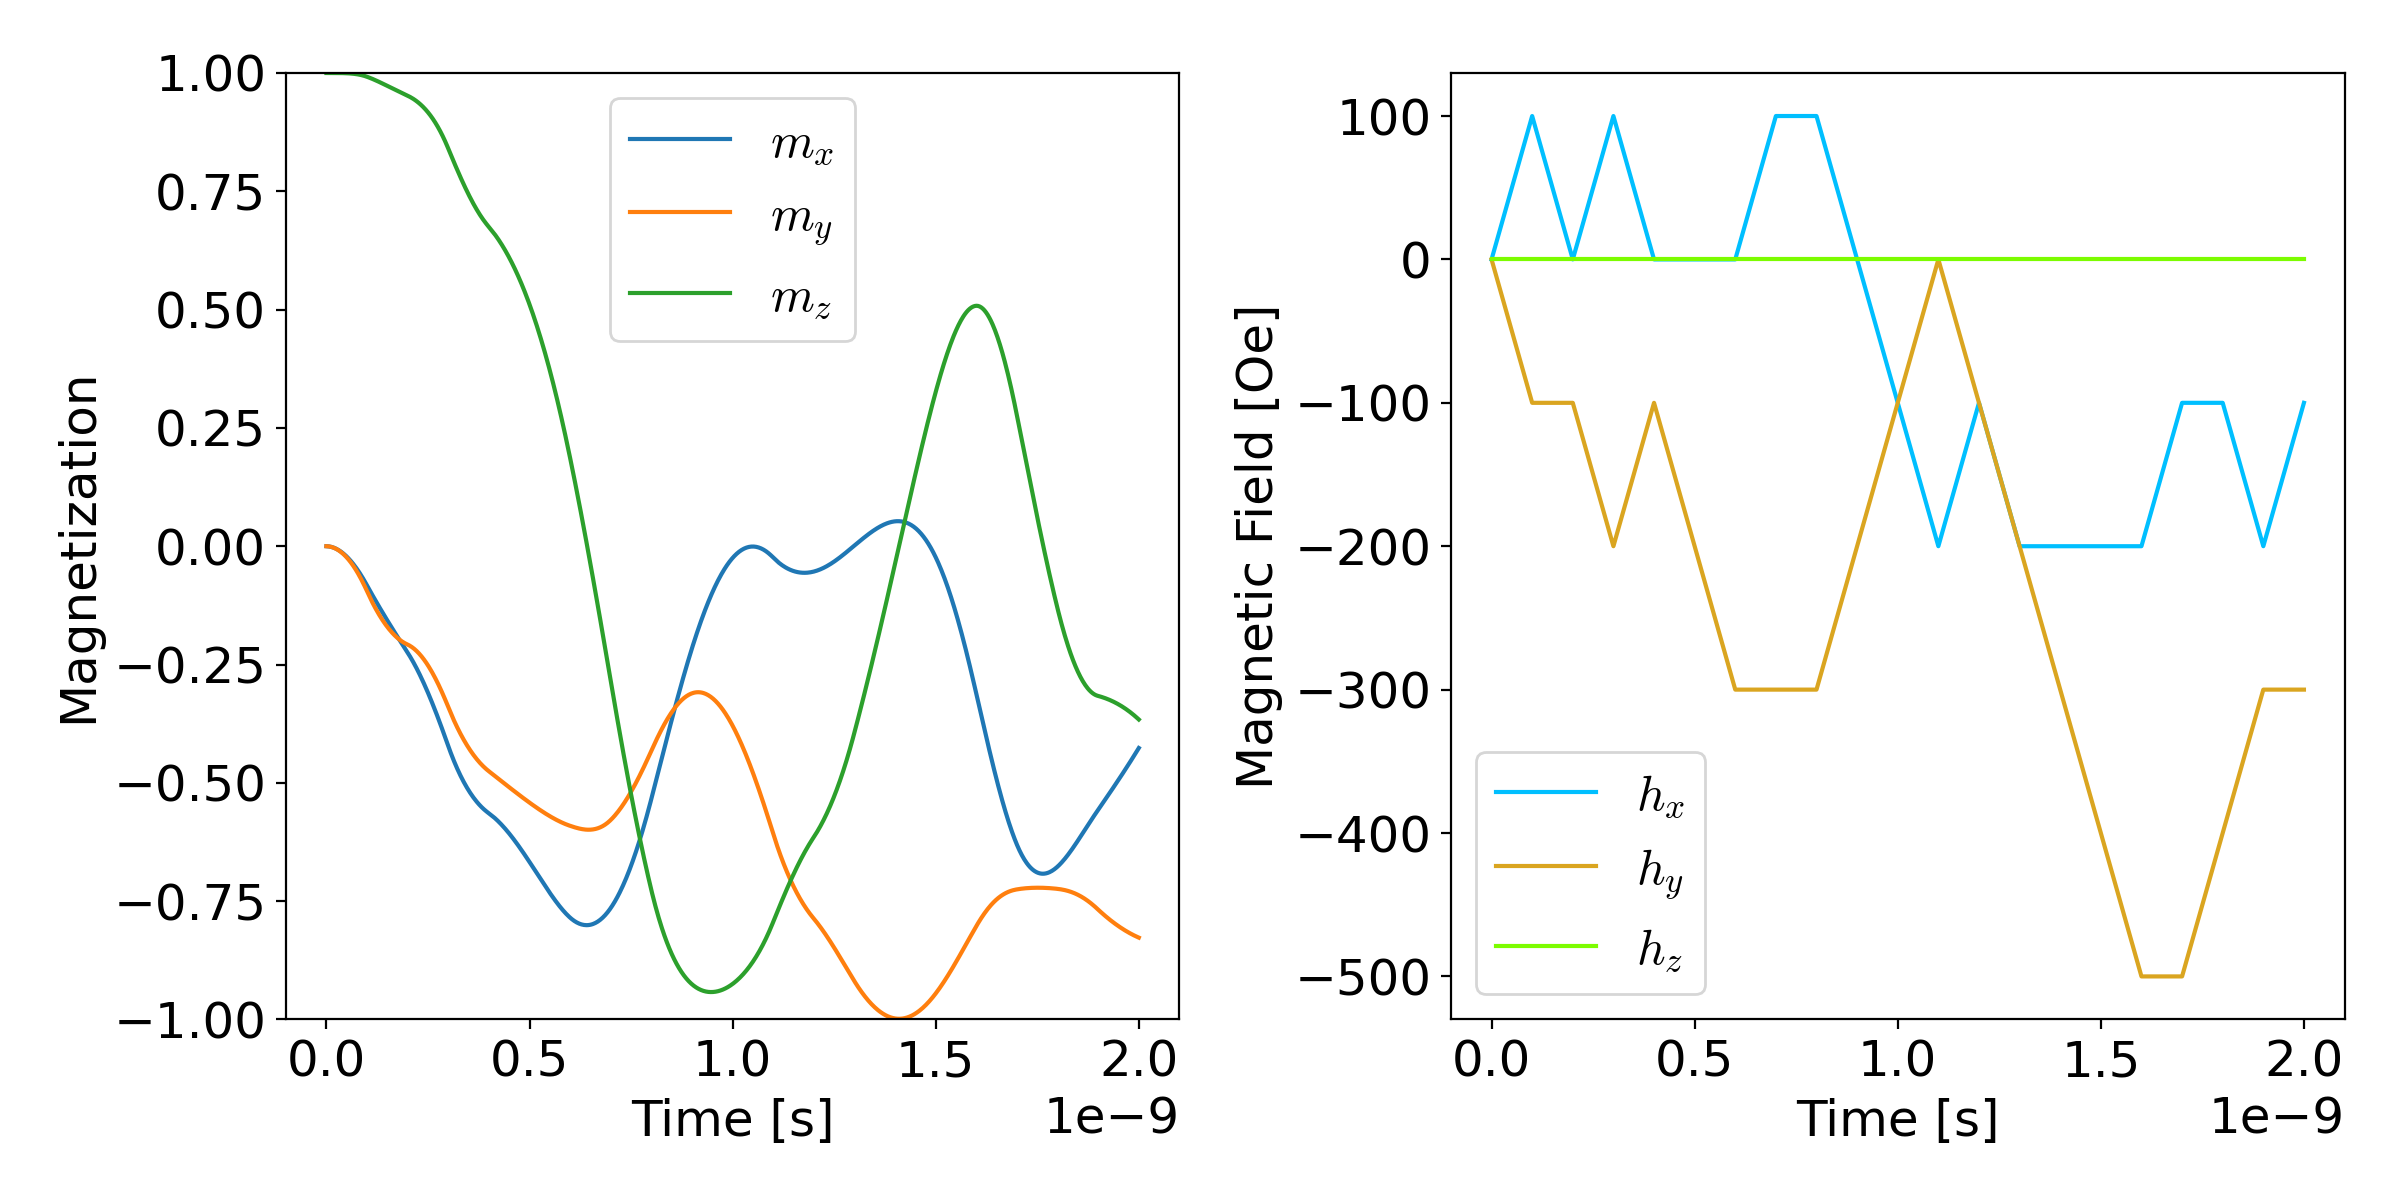 1.00
0.75
0.50
0.25
0.00
−0.25
−0.50
−0.75
−1.00
Magnetization
m_x
m_y
m_z
0.0 0.5 1.0 1.5 2.0
Time [s]
1e−9
100
0
−100
−200
−300
−400
−500
Magnetic Field [Oe]
h_x
h_y
h_z
0.0 0.5 1.0 1.5 2.0
Time [s]
1e−9